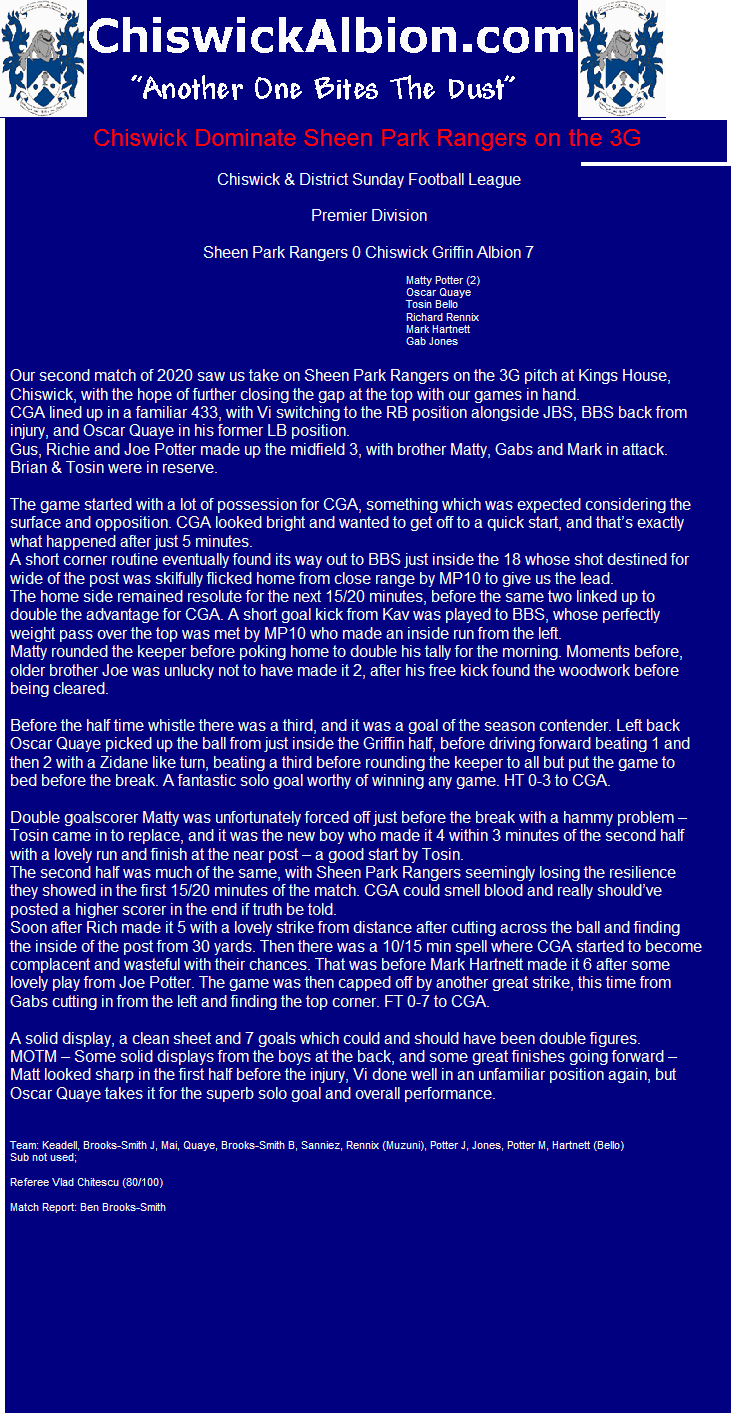 ChiswickAlbion.com
“Another One Bites The Dust”
Chiswick Dominate Sheen Park Rangers on the 3G
Chiswick & District Sunday Football League
Premier Division
Sheen Park Rangers 0 Chiswick Griffin Albion 7
Matty Potter (2)
Oscar Quaye
Tosin Bello
Richard Rennix
Mark Hartnett
Gab Jones
Our second match of 2020 saw us take on Sheen Park Rangers on the 3G pitch at Kings House,
Chiswick, with the hope of further closing the gap at the top with our games in hand.
CGA lined up in a familiar 433, with Vi switching to the RB position alongside JBS, BBS back from
injury, and Oscar Quaye in his former LB position.
Gus, Richie and Joe Potter made up the midfield 3, with brother Matty, Gabs and Mark in attack.
Brian & Tosin were in reserve.
The game started with a lot of possession for CGA, something which was expected considering the
surface and opposition. CGA looked bright and wanted to get off to a quick start, and that’s exactly
what happened after just 5 minutes.
A short corner routine eventually found its way out to BBS just inside the 18 whose shot destined for
wide of the post was skilfully flicked home from close range by MP10 to give us the lead.
The home side remained resolute for the next 15/20 minutes, before the same two linked up to
double the advantage for CGA. A short goal kick from Kav was played to BBS, whose perfectly
weight pass over the top was met by MP10 who made an inside run from the left.
Matty rounded the keeper before poking home to double his tally for the morning. Moments before,
older brother Joe was unlucky not to have made it 2, after his free kick found the woodwork before
being cleared.
Before the half time whistle there was a third, and it was a goal of the season contender. Left back
Oscar Quaye picked up the ball from just inside the Griffin half, before driving forward beating 1 and
then 2 with a Zidane like turn, beating a third before rounding the keeper to all but put the game to
bed before the break. A fantastic solo goal worthy of winning any game. HT 0-3 to CGA.
Double goalscorer Matty was unfortunately forced off just before the break with a hammy problem –
Tosin came in to replace, and it was the new boy who made it 4 within 3 minutes of the second half
with a lovely run and finish at the near post – a good start by Tosin.
The second half was much of the same, with Sheen Park Rangers seemingly losing the resilience
they showed in the first 15/20 minutes of the match. CGA could smell blood and really should’ve
posted a higher scorer in the end if truth be told.
Soon after Rich made it 5 with a lovely strike from distance after cutting across the ball and finding
the inside of the post from 30 yards. Then there was a 10/15 min spell where CGA started to become
complacent and wasteful with their chances. That was before Mark Hartnett made it 6 after some
lovely play from Joe Potter. The game was then capped off by another great strike, this time from
Gabs cutting in from the left and finding the top corner. FT 0-7 to CGA.
A solid display, a clean sheet and 7 goals which could and should have been double figures.
MOTM – Some solid displays from the boys at the back, and some great finishes going forward –
Matt looked sharp in the first half before the injury, Vi done well in an unfamiliar position again, but
Oscar Quaye takes it for the superb solo goal and overall performance.
Team: Keadell, Brooks-Smith J, Mai, Quaye, Brooks-Smith B, Sanniez, Rennix (Muzuni), Potter J, Jones, Potter M, Hartnett (Bello)
Sub not used;
Referee Vlad Chitescu (80/100)
Match Report: Ben Brooks-Smith